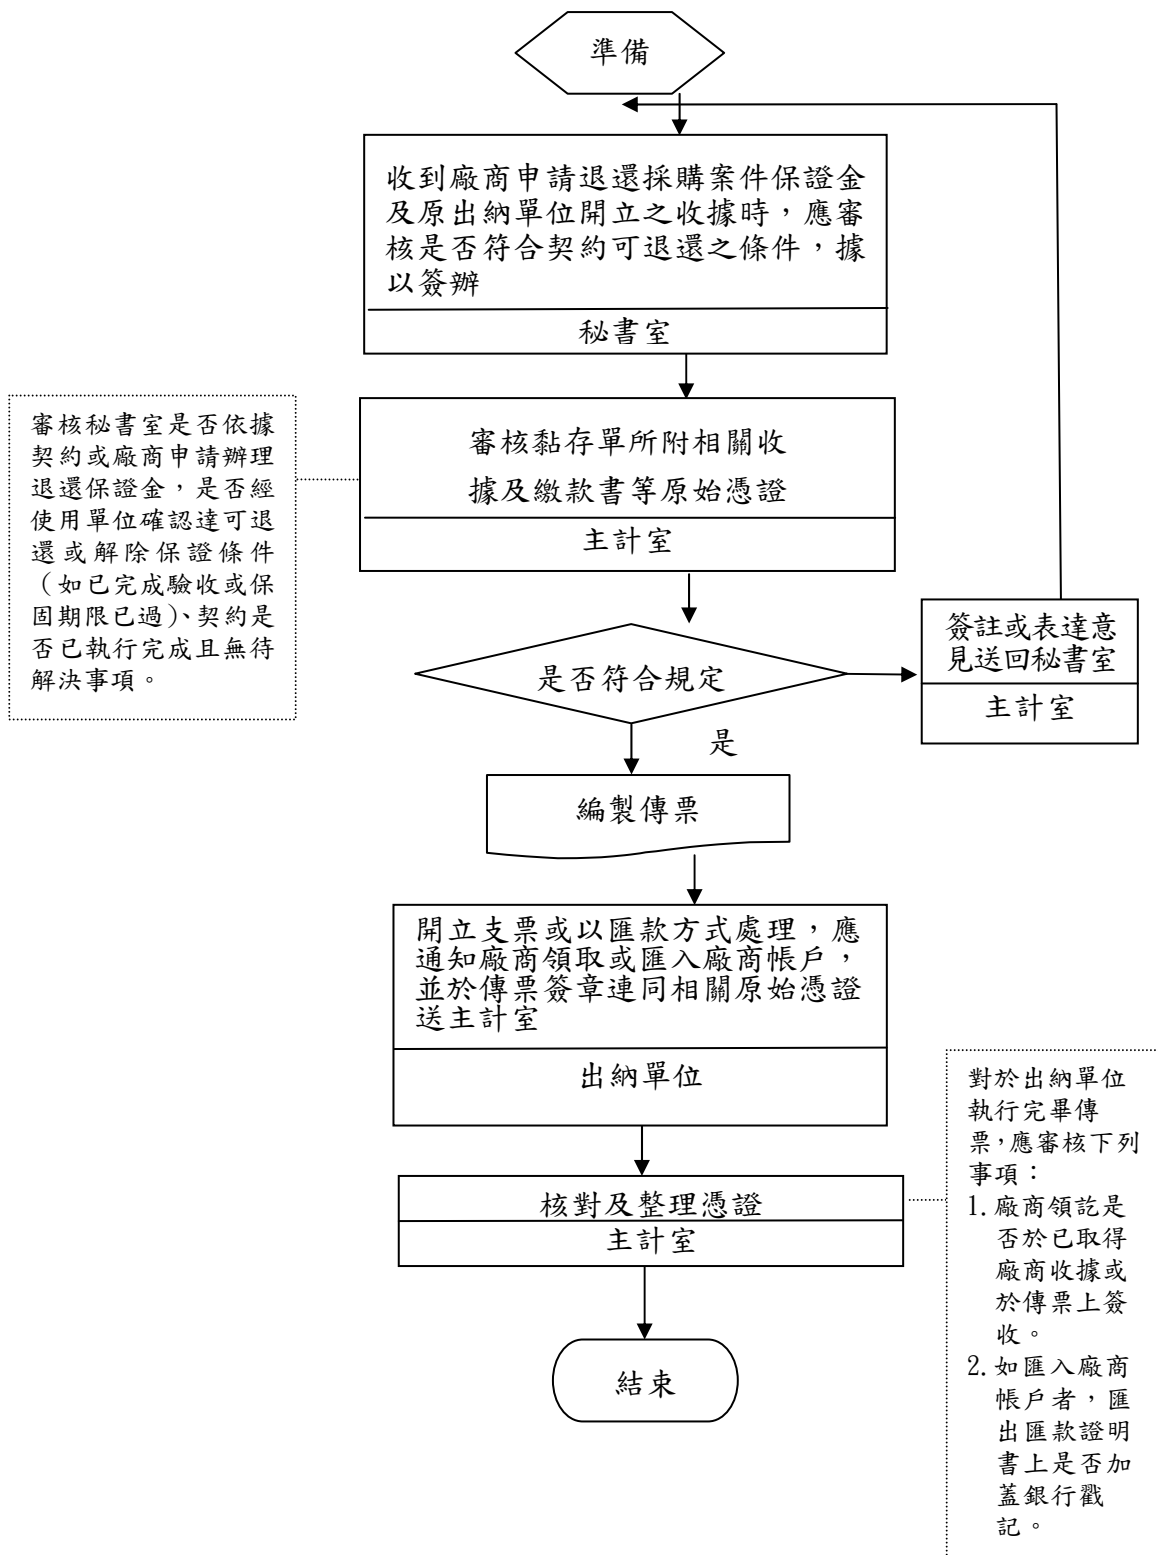 準備
收到廠商申請退還採購案件保證金
及原出納單位開立之收據時，應審
核是否符合契約可退還之條件，據
以簽辦
秘書室
審核秘書室是否依據
契約或廠商申請辦理
退還保證金，是否經
使用單位確認達可退
還或解除保證條件
（如已完成驗收或保
固期限已過）、契約是
否已執行完成且無待
解決事項。
審核黏存單所附相關收
據及繳款書等原始憑證
主計室
是否符合規定
簽註或表達意
見送回秘書室
主計室
是
編製傳票
開立支票或以匯款方式處理，應
通知廠商領取或匯入廠商帳戶，
並於傳票簽章連同相關原始憑證
送主計室
出納單位
核對及整理憑證
主計室
對於出納單位
執行完畢傳
票，應審核下列
事項：
1. 廠商領訖是
否於已取得
廠商收據或
於傳票上簽
收。
2. 如匯入廠商
帳戶者，匯
出匯款證明
書上是否加
蓋銀行戳
記。
結束